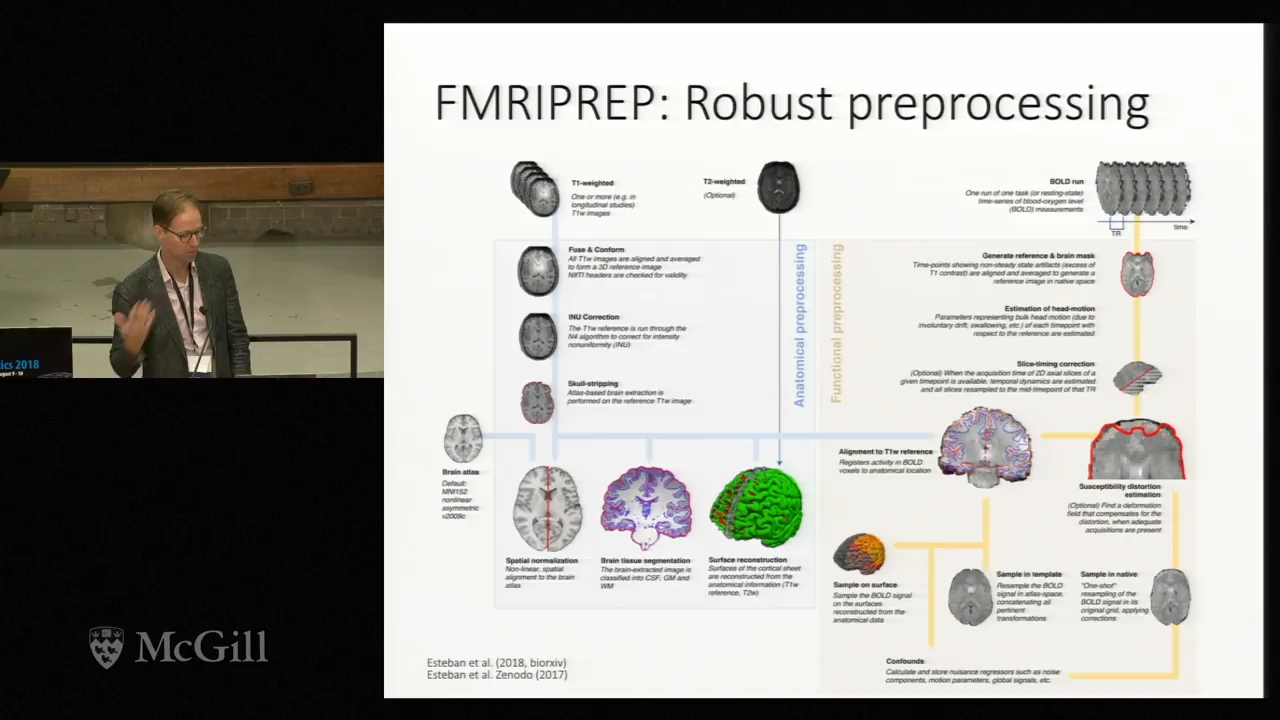 FMRIPREP: Robust preprocessing
T1-weighted
One or more (e.g. in
longitudinal studies)
T1w images
T2-weighted
(Optional)
BOLD run
One run of one task (or resting-state)
time-series of blood-oxygen level
(BOLD) measurements
TR
time
Fuse & Conform
All T1w images are aligned and averaged
to form a 3D reference image
NIfTI headers are checked for validity
INU Correction
The T1w reference is run through the
N4 algorithm to correct for intensity
nonuniformity (INU)
Skull-stripping
Atlas-based brain extraction is
performed on the reference T1w image
Anatomical preprocessing
Functional preprocessing
Generate reference & brain mask
Time-points showing non-steady state artifacts (excess of
T1 contrast) are aligned and averaged to generate a
reference image in native space
Estimation of head-motion
Parameters representing bulk head motion (due to
involuntary drift, swallowing, etc.) of each timepoint with
respect to the reference are estimated
Slice-timing correction
(Optional) When the acquisition time of 2D axial slices of a
given timepoint is available, temporal dynamics are estimated
and all slices resampled to the mid-timepoint of that TR
Brain atlas
Default:
MNI152
nonlinear
asymmetric
v2009c
Spatial normalization
Non-linear, spatial
alignment to the brain
atlas
Brain tissue segmentation
The brain-extracted image is
classified into CSF, GM and
WM
Surface reconstruction
Surfaces of the cortical sheet
are reconstructed from the
anatomical information (T1w
reference, T2w)
Alignment to T1w reference
Registers activity in BOLD
voxels to anatomical location
Susceptibility distortion
estimation
(Optional) Find a deformation
field that compensates for the
distortion, when adequate
acquisitions are present
Sample on surface
Sample the BOLD signal
on the surfaces
reconstructed from the
anatomical data
Sample in template
Resample the BOLD
signal in atlas-space,
concatenating all
pertinent
transformations
Sample in native
"One-shot"
resampling of the
BOLD signal in its
original grid, applying
corrections
Confounds
Calculate and store nuisance regressors such as noise
components, motion parameters, global signals, etc.
Esteban et al. (2018, biorxiv)
Esteban et al. Zenodo (2017)
tics 2018
August 9 - 10
McGill